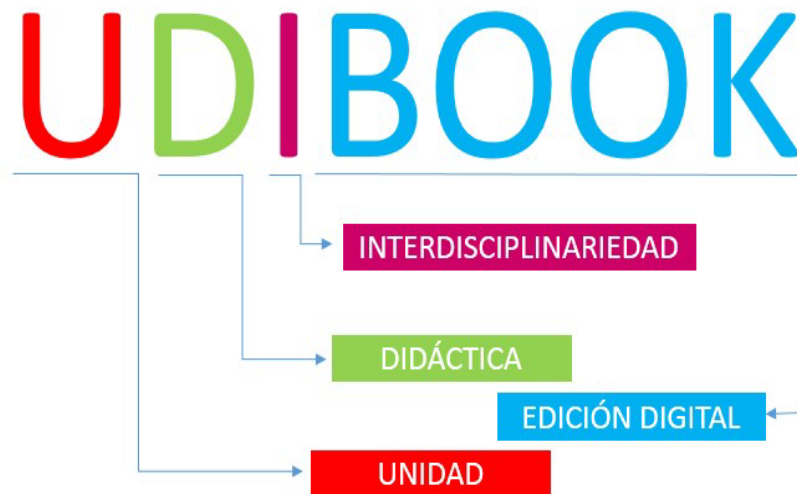 UDIBOOK
INTERDISCIPLINARIEDAD
DIDÁCTICA
EDICIÓN DIGITAL
UNIDAD